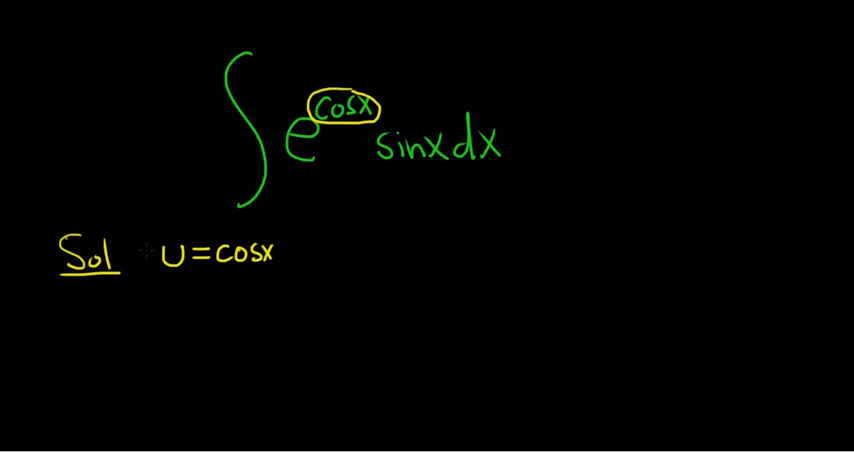 ∫ e^cosx sinx dx
Sol u = cosx